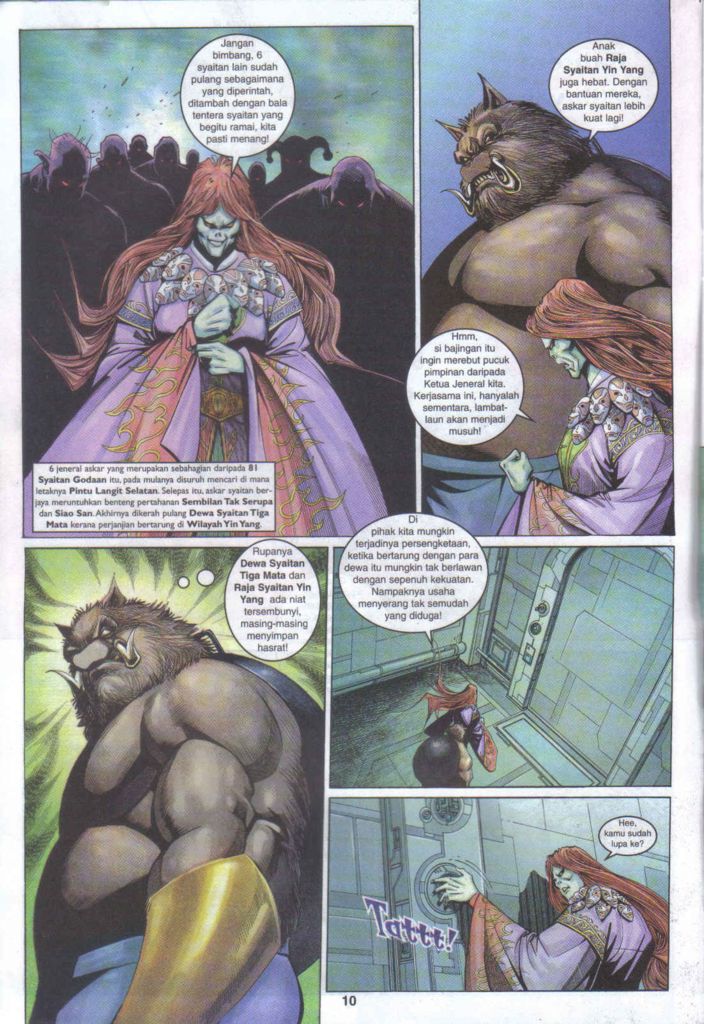 Jangan
bimbang, 6
syaitan lain sudah
pulang sebagaimana
yang diperintah,
ditambah dengan bala
tentera syaitan yang
begitu ramai, kita
pasti menang!
6 jeneral askar yang merupakan sebahagian daripada 81
Syaitan Godaan itu, pada mulanya disuruh mencari di mana
letaknya Pintu Langit Selatan. Selepas itu, askar syaitan ber-
jaya meruntuhkan benteng pertahanan Sembilan Tak Serupa
dan Siao San. Akhirnya dikerah pulang Dewa Syaitan Tiga
Mata kerana perjanjian bertarung di Wilayah Yin Yang.
Anak
buah Raja
Syaitan Yin Yang
juga hebat. Dengan
bantuan mereka,
askar syaitan lebih
kuat lagi!
Hmm,
si bajingan itu
ingin merebut pucuk
pimpinan daripada
Ketua Jeneral kita.
Kerjasama ini, hanyalah
sementara, lambat-
laun akan menjadi
musuh!
Rupanya
Dewa Syaitan
Tiga Mata dan
Raja Syaitan Yin
Yang ada niat
tersembunyi,
masing-masing
menyimpan
hasrat!
Di
pihak kita mungkin
terjadinya persengketaan,
ketika bertarung dengan para
dewa itu mungkin tak berlawan
dengan sepenuh kekuatan.
Nampaknya usaha
menyerang tak semudah
yang diduga!
Hee,
kamu sudah
lupa ke?
Tattt!
10